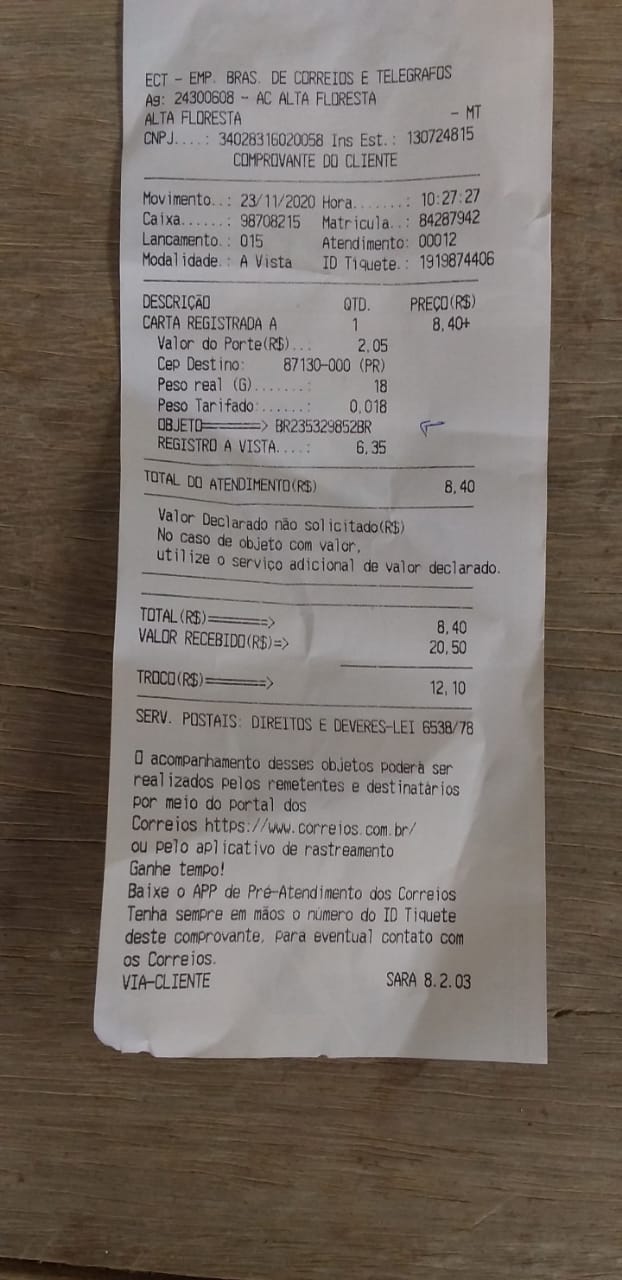 ECT - EMP. BRAS. DE CORREIOS E TELEGRAFOS
Ag: 24300608 - AC ALTA FLORESTA
ALTA FLORESTA - MT
CNPJ....: 34028316020058 Ins Est.: 130724815
COMPROVANTE DO CLIENTE
Movimento..: 23/11/2020 Hora.......: 10:27:27
Caixa......: 98708215 Matricula..: 84287942
Lancamento.: 015 Atendimento: 00012
Modalidade.: A Vista ID Tiquete.: 1919874406
DESCRIÇÃO QTD. PREÇO(R$)
CARTA REGISTRADA A 1 8,40+
Valor do Porte(R$)..: 2,05
Cep Destino: 87130-000 (PR)
Peso real (G)......: 18
Peso Tarifado:.....: 0,018
OBJETO======> BR235329852BR
REGISTRO A VISTA....: 6,35
TOTAL DO ATENDIMENTO(R$) 8,40
Valor Declarado não solicitado(R$)
No caso de objeto com valor,
utilize o serviço adicional de valor declarado.
TOTAL(R$)======> 8,40
VALOR RECEBIDO(R$)=> 20,50
TROCO(R$)======> 12,10
SERV. POSTAIS: DIREITOS E DEVERES-LEI 6538/78
O acompanhamento desses objetos poderá ser
realizados pelos remetentes e destinatários
por meio do portal dos
Correios https://www.correios.com.br/
ou pelo aplicativo de rastreamento
Ganhe tempo!
Baixe o APP de Pré-Atendimento dos Correios
Tenha sempre em mãos o número do ID Tiquete
deste comprovante, para eventual contato com
os Correios.
VIA-CLIENTE SARA 8.2.03